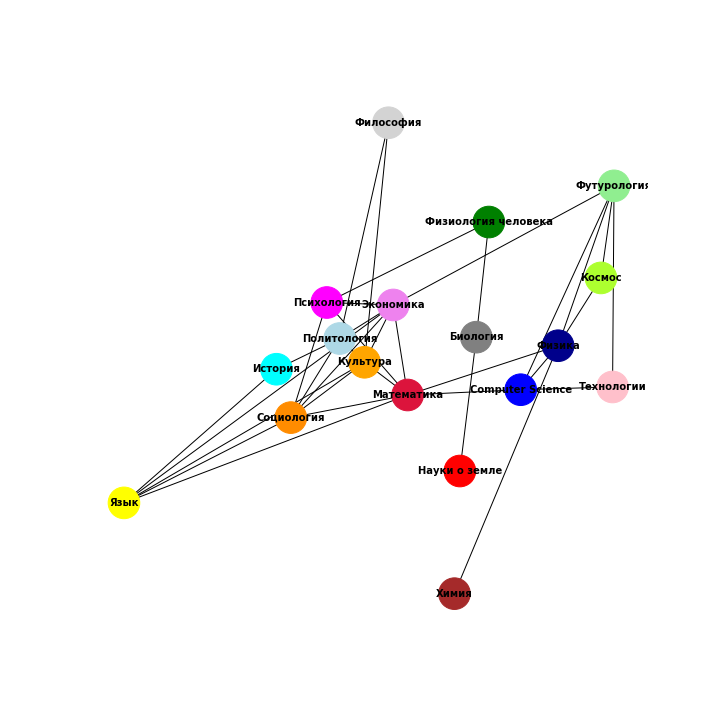 Философия
Футурология
Физиология человека
Космос
Психология
Экономика
Биология
Политология
Физика
Культура
История
Computer Science
Технологии
Математика
Социология
Науки о земле
Язык
Химия